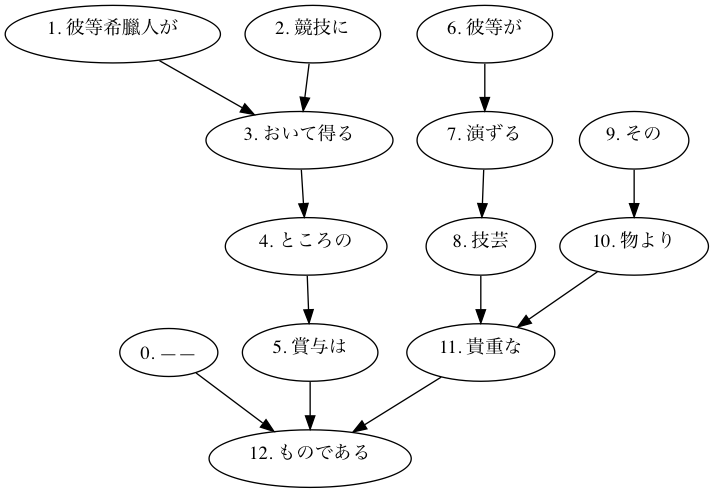 1. 彼等希臘人が
2. 競技に
6. 彼等が
3. おいて得る
7. 演ずる
9. その
4. ところの
8. 技芸
10. 物より
0. ――
5. 賞与は
11. 貴重な
12. ものである